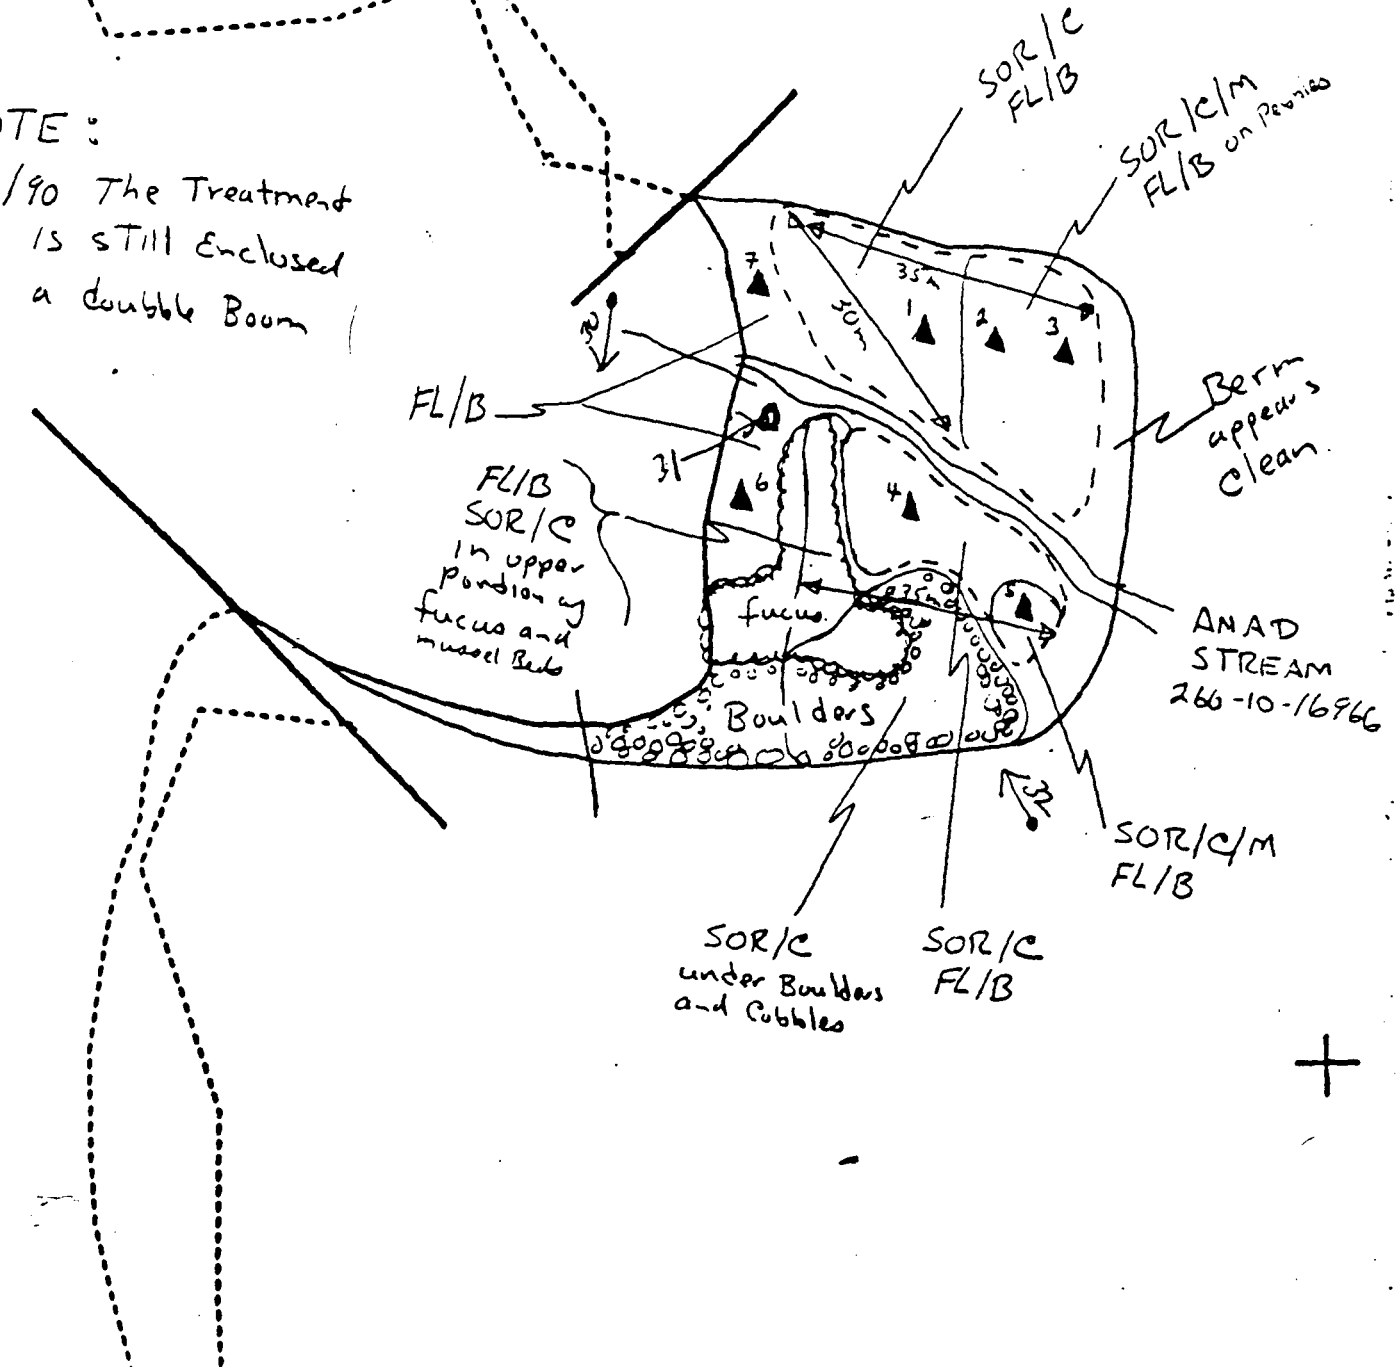 OTE :
/90 The Treatment
is still Enclosed
a doubble Boom
SOR/C
FL/B
SOR/C/M
FL/B on
7
35m
30m
1
2
3
30
FL/B
31
6
4
5
Berm
appears
clean.
FL/B
SOR/C
in upper
portion of
fucus and
mussel Beds
fucus
35m
Boulders
ANAD
STREAM
266-10-16966
32
SOR/C/M
FL/B
SOR/C
under Boulders
and Cobbles
SOR/C
FL/B